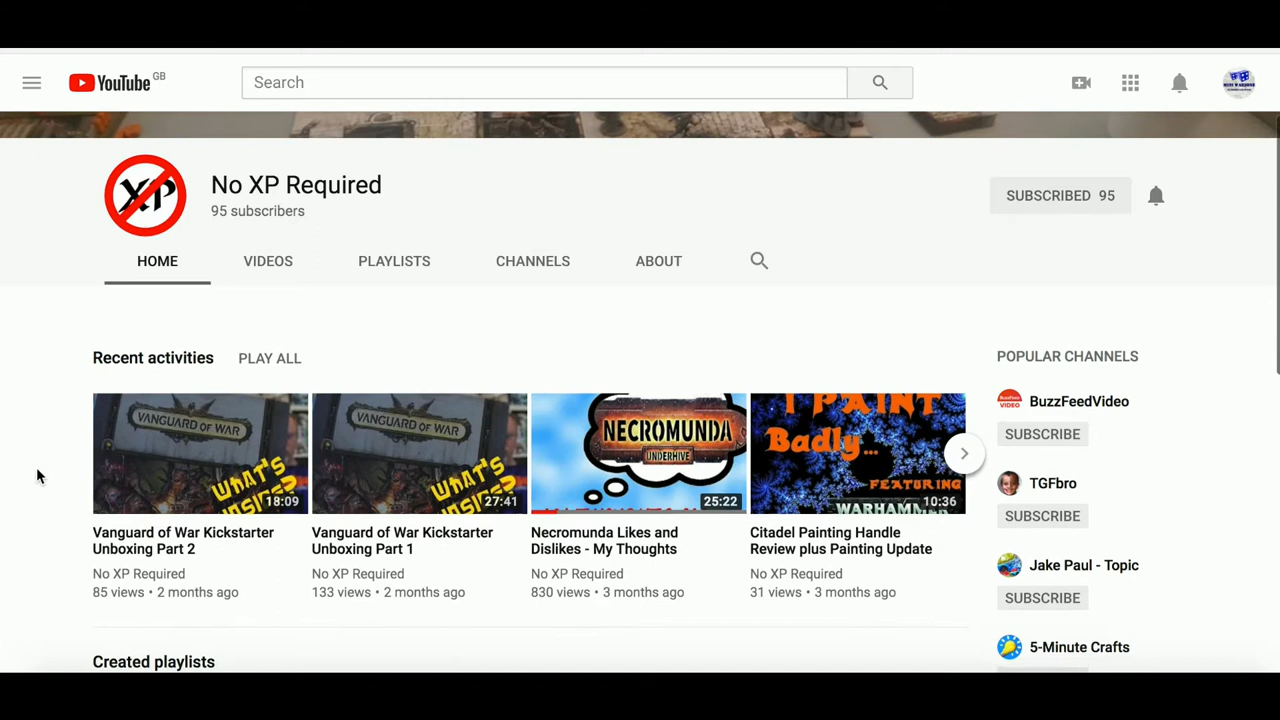 YouTube GB
Search
MINI WARZONE
XP
No XP Required
95 subscribers
SUBSCRIBED 95
HOME VIDEOS PLAYLISTS CHANNELS ABOUT
Recent activities PLAY ALL
VANGUARD OF WAR
WHAT'S
INSIDE?
18:09
Vanguard of War Kickstarter
Unboxing Part 2
No XP Required
85 views • 2 months ago
VANGUARD OF WAR
WHAT'S
INSIDE?
27:41
Vanguard of War Kickstarter
Unboxing Part 1
No XP Required
133 views • 2 months ago
NECROMUNDA
UNDERHIVE
25:22
Necromunda Likes and
Dislikes - My Thoughts
No XP Required
830 views • 3 months ago
I PAINT
Badly...
FEATURING
WARHAMMER
10:36
Citadel Painting Handle
Review plus Painting Update
No XP Required
31 views • 3 months ago
POPULAR CHANNELS
BuzzFeed
VIDEO
BuzzFeedVideo
SUBSCRIBE
TGFbro
SUBSCRIBE
Jake Paul - Topic
SUBSCRIBE
5-Minute Crafts
Created playlists